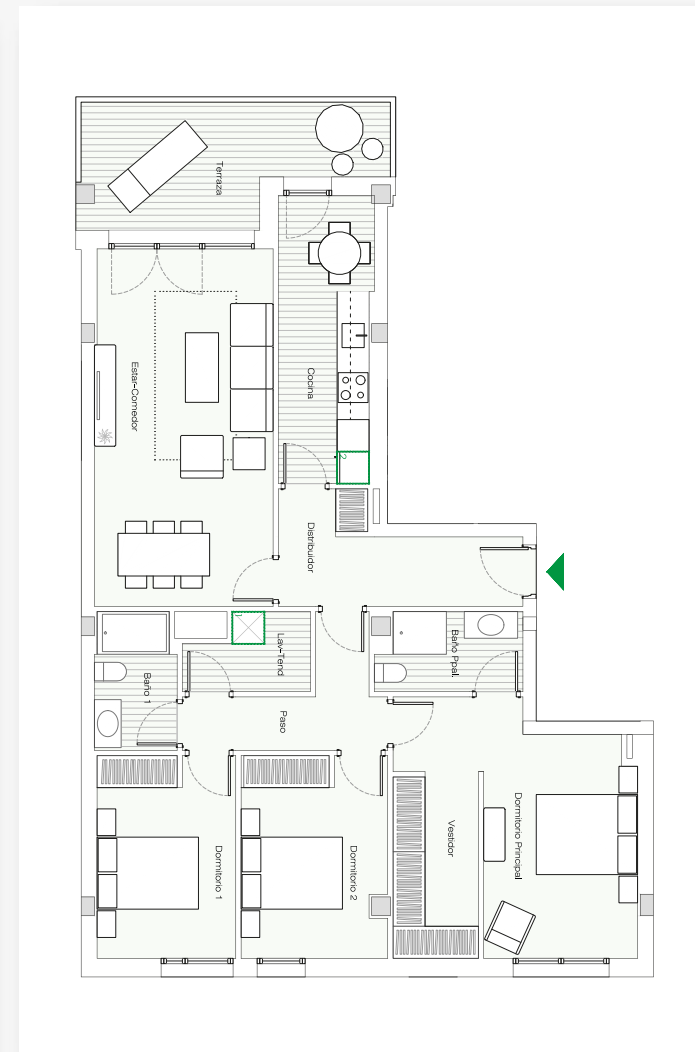 Terraza
Estar-Comedor
Cocina
2
Distribuidor
Lav-Tend
Baño Ppal.
Baño 1
Paso
Dormitorio 1
Dormitorio 2
Vestidor
Dormitorio Principal